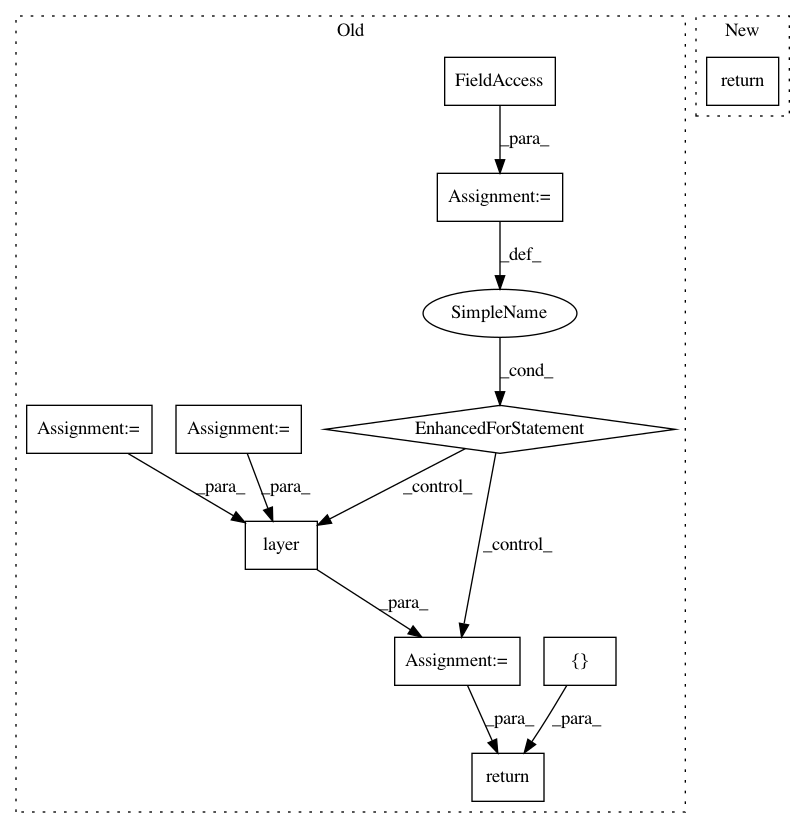 Old
New
FieldAccess
return
_para_
Assignment:=
_def_
SimpleName
_cond_
Assignment:=
Assignment:=
EnhancedForStatement
_para_
_para_
_control_
layer
_control_
_para_
Assignment:=
{}
_para_
_para_
return